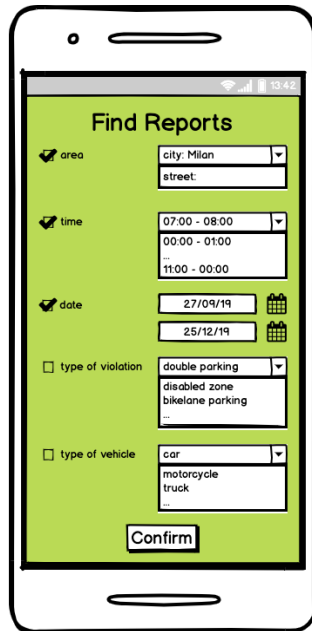 13:42
Find Reports
area
city: Milan
street:
time
07:00 - 08:00
00:00 - 01:00
...
11:00 - 00:00
date
27/09/19
25/12/19
type of violation
double parking
disabled zone
bikelane parking
...
type of vehicle
car
motorcycle
truck
...
Confirm